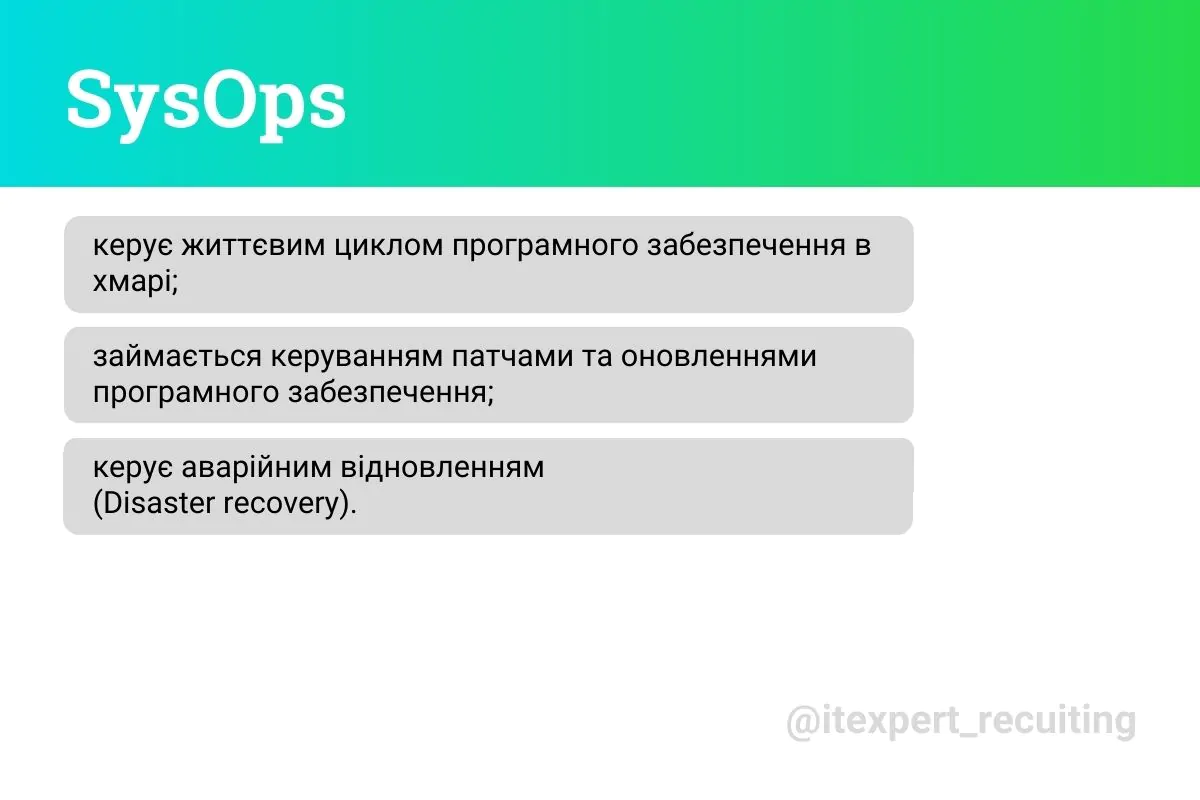 SysOps
керує життєвим циклом програмного забезпечення в
хмарі;
займається керуванням патчами та оновленнями
програмного забезпечення;
керує аварійним відновленням
(Disaster recovery).
@itexpert_recuiting